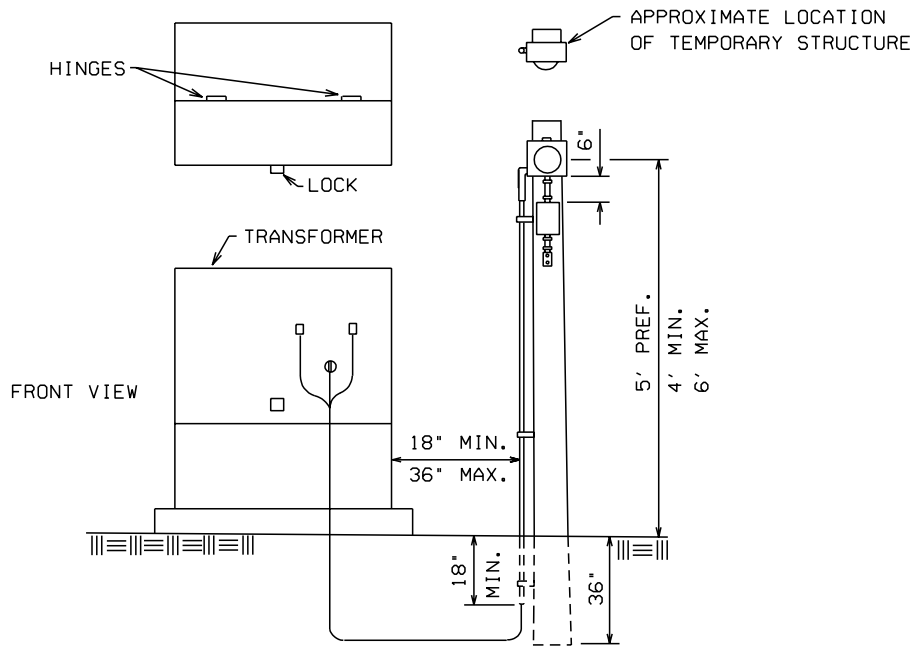 APPROXIMATE LOCATION
OF TEMPORARY STRUCTURE
HINGES
LOCK
6"
TRANSFORMER
5' PREF.
4' MIN.
6' MAX.
FRONT VIEW
18" MIN.
36" MAX.
18"
MIN.
36"